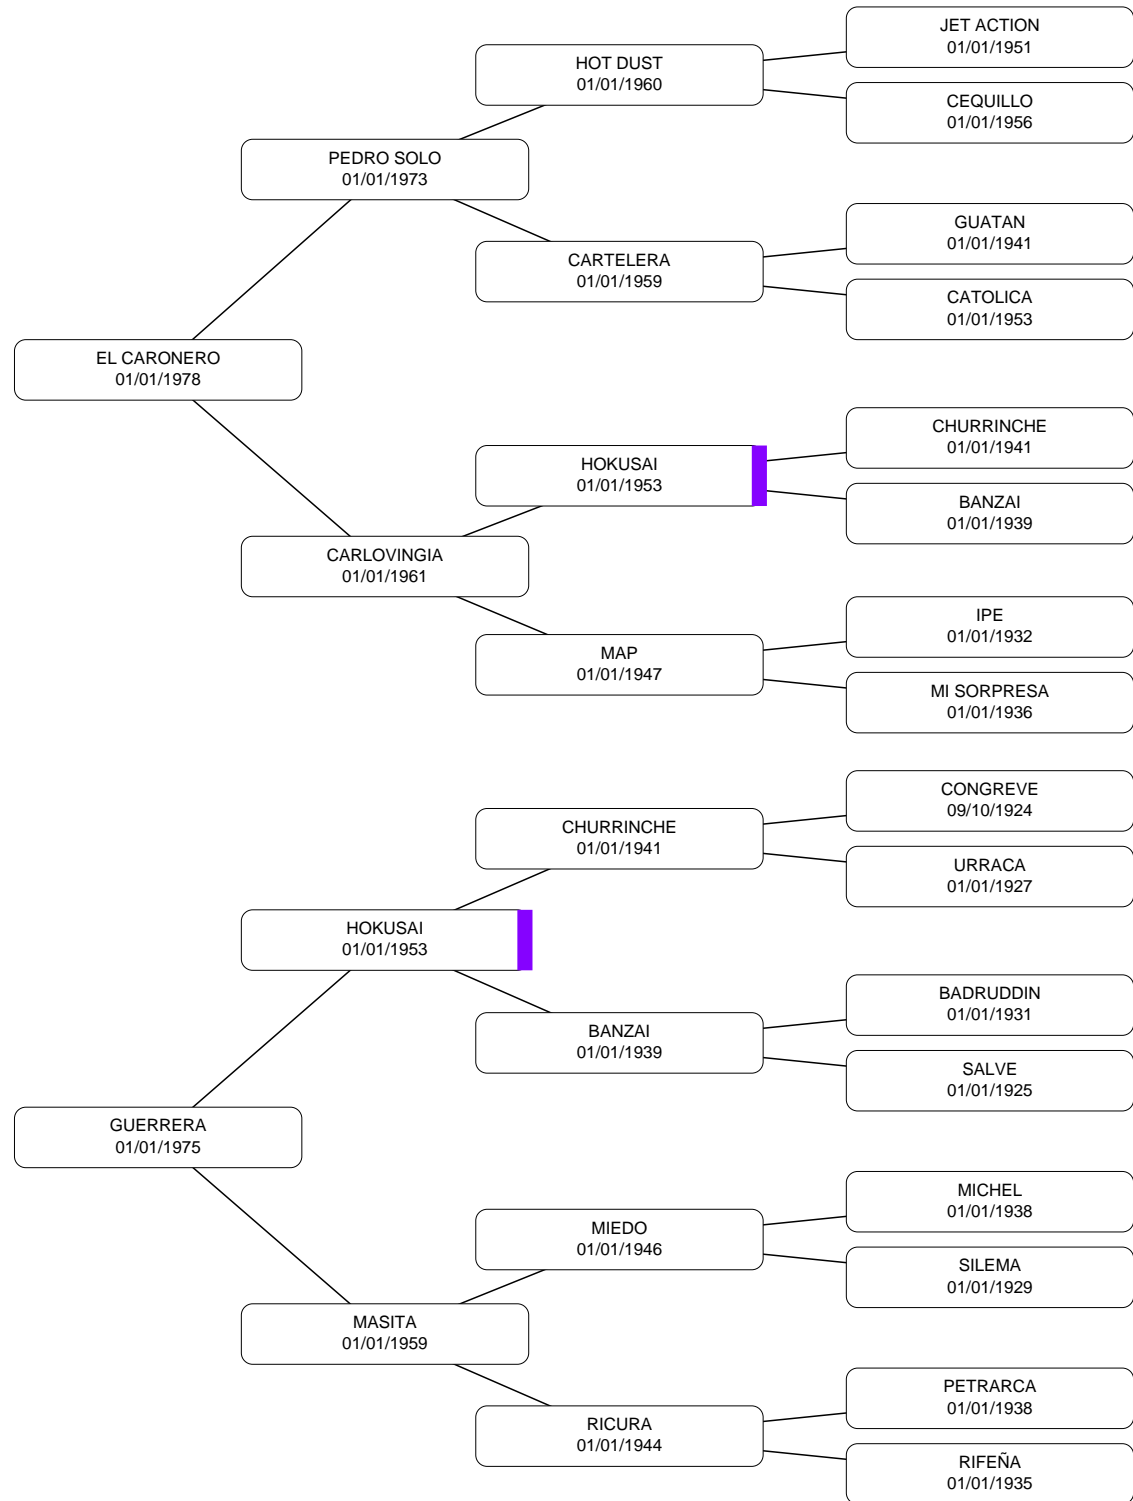 JET ACTION
01/01/1951
HOT DUST
01/01/1960
CEQUILLO
01/01/1956
PEDRO SOLO
01/01/1973
GUATAN
01/01/1941
CARTELERA
01/01/1959
CATOLICA
01/01/1953
EL CARONERO
01/01/1978
CHURRINCHE
01/01/1941
HOKUSAI
01/01/1953
BANZAI
01/01/1939
CARLOVINGIA
01/01/1961
IPE
01/01/1932
MAP
01/01/1947
MI SORPRESA
01/01/1936
CONGREVE
09/10/1924
CHURRINCHE
01/01/1941
URRACA
01/01/1927
HOKUSAI
01/01/1953
BADRUDDIN
01/01/1931
BANZAI
01/01/1939
SALVE
01/01/1925
GUERRERA
01/01/1975
MICHEL
01/01/1938
MIEDO
01/01/1946
SILEMA
01/01/1929
MASITA
01/01/1959
PETRARCA
01/01/1938
RICURA
01/01/1944
RIFEÑA
01/01/1935